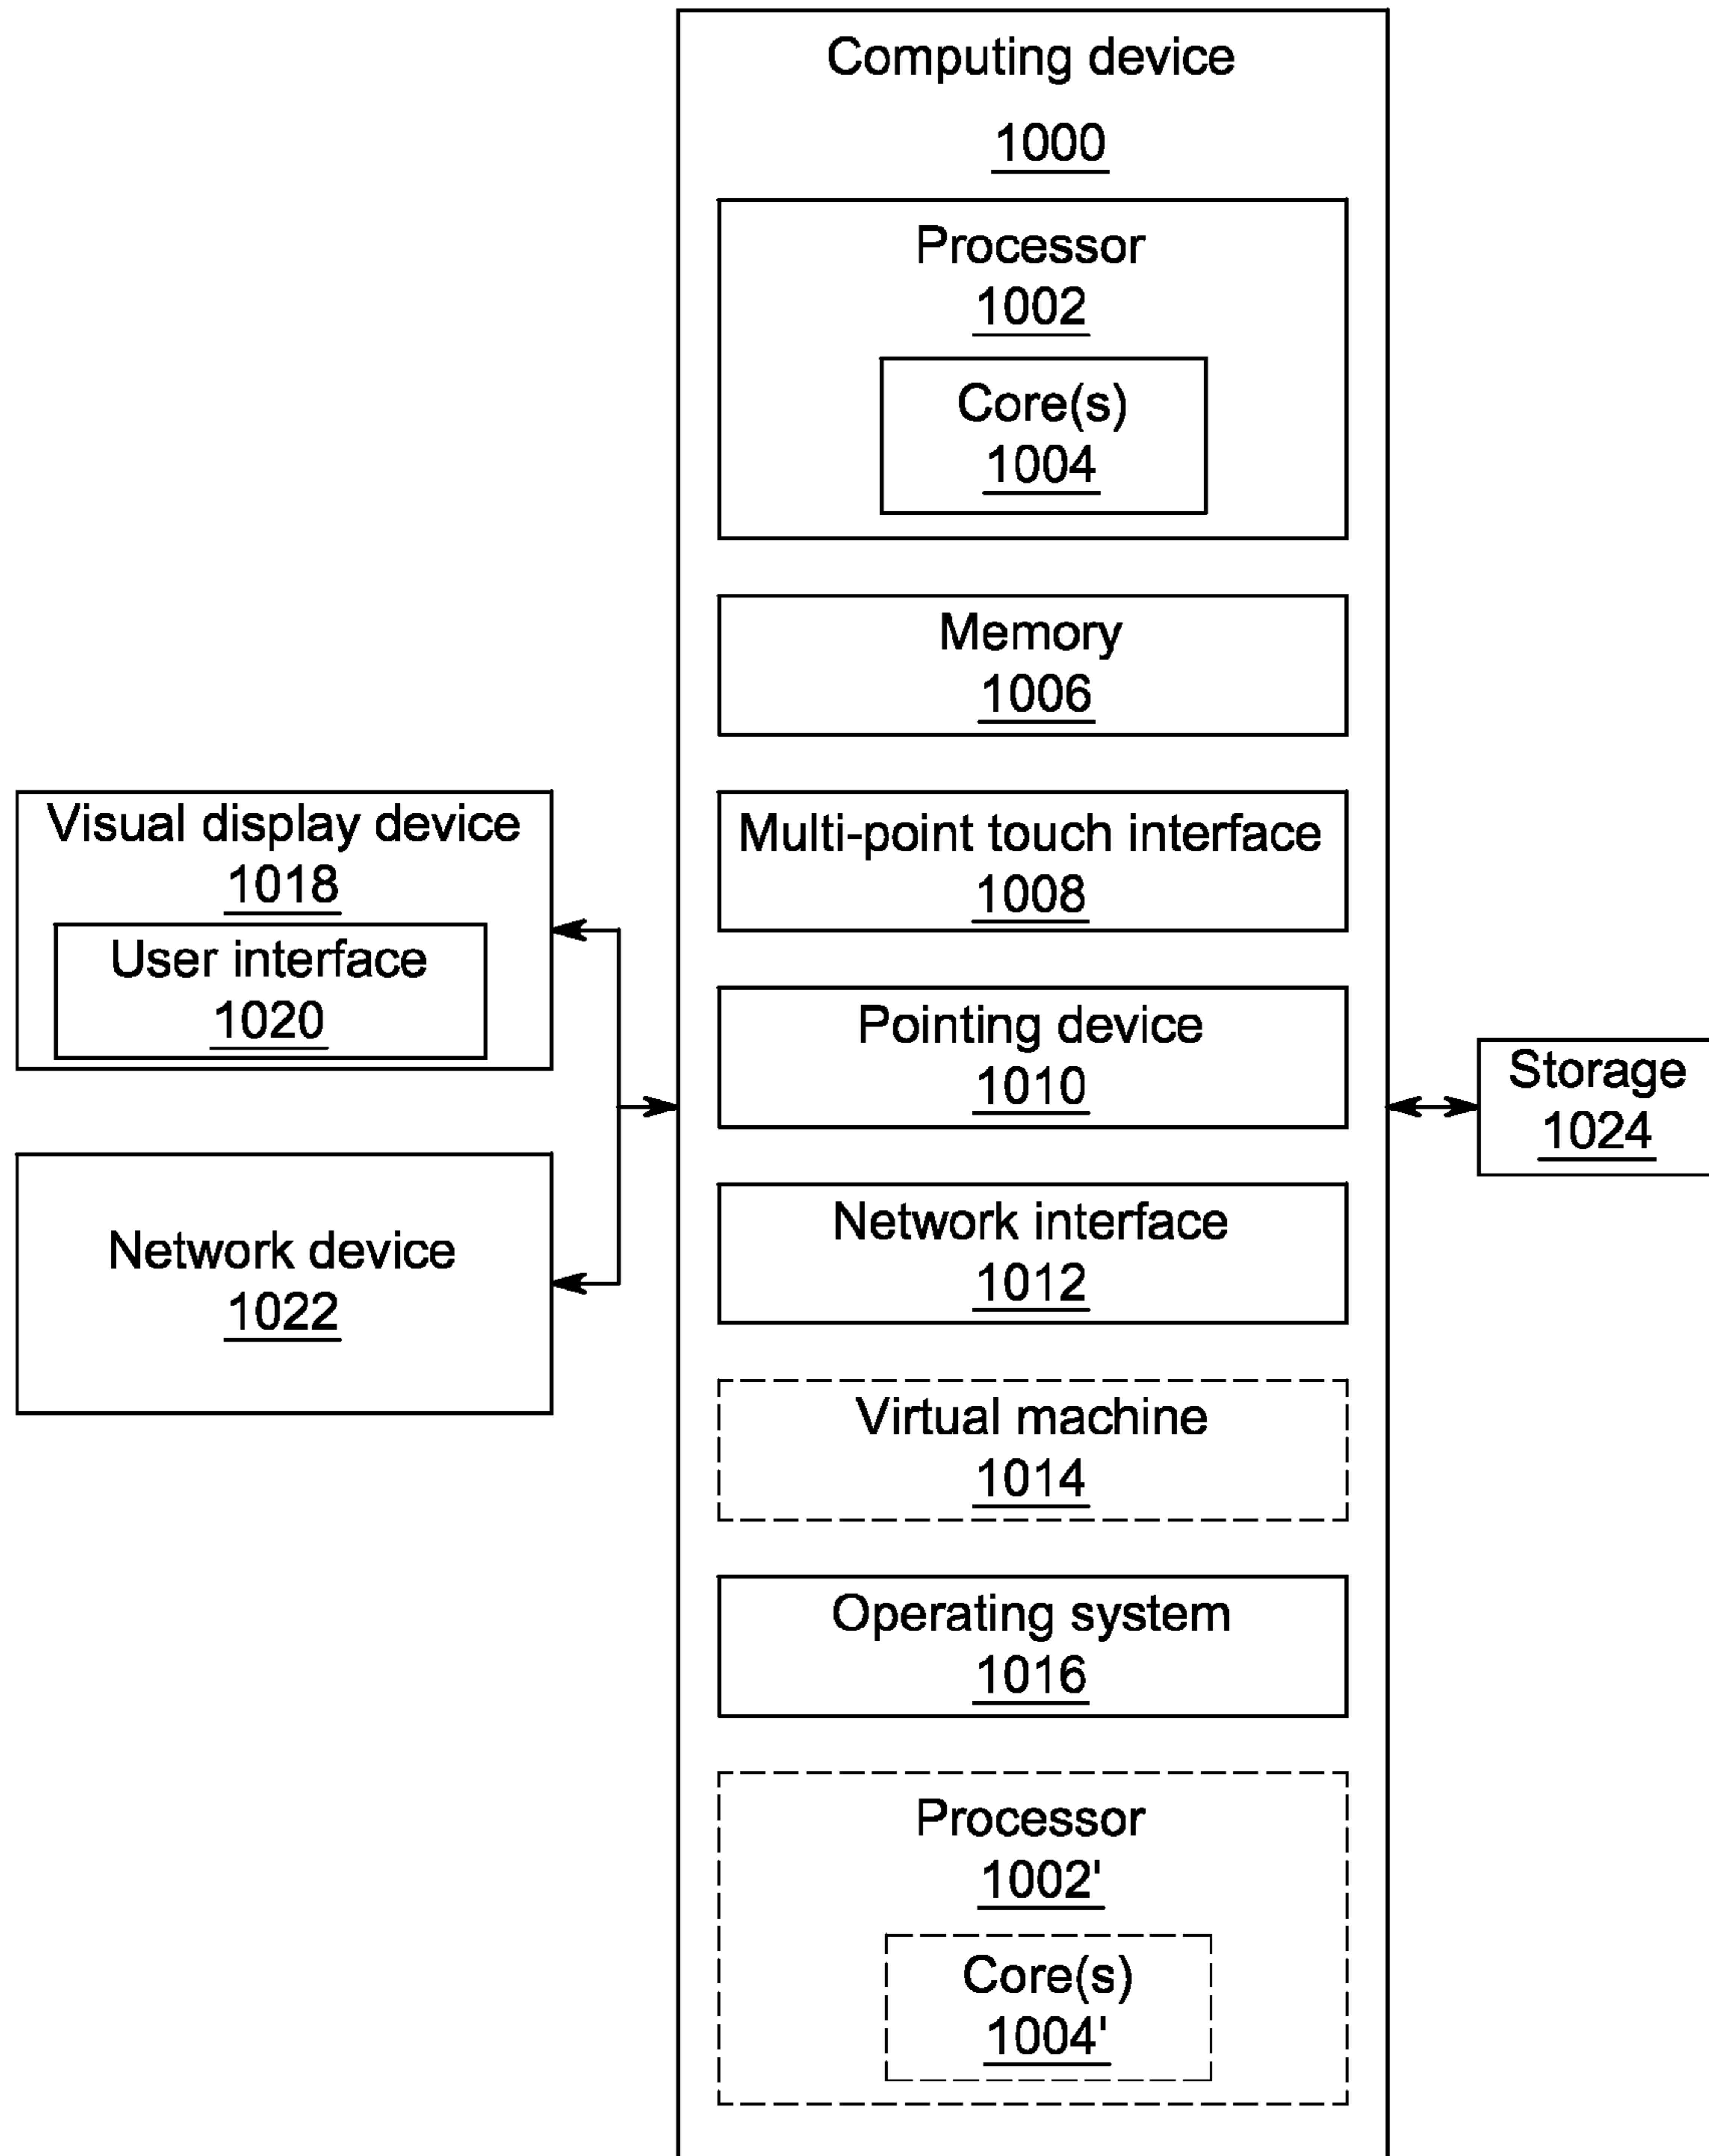 Computing device
1000
Processor
1002
Core(s)
1004
Memory
1006
Multi-point touch interface
1008
Pointing device
1010
Network interface
1012
Virtual machine
1014
Operating system
1016
Processor
1002'
Core(s)
1004'
Visual display device
1018
User interface
1020
Network device
1022
Storage
1024